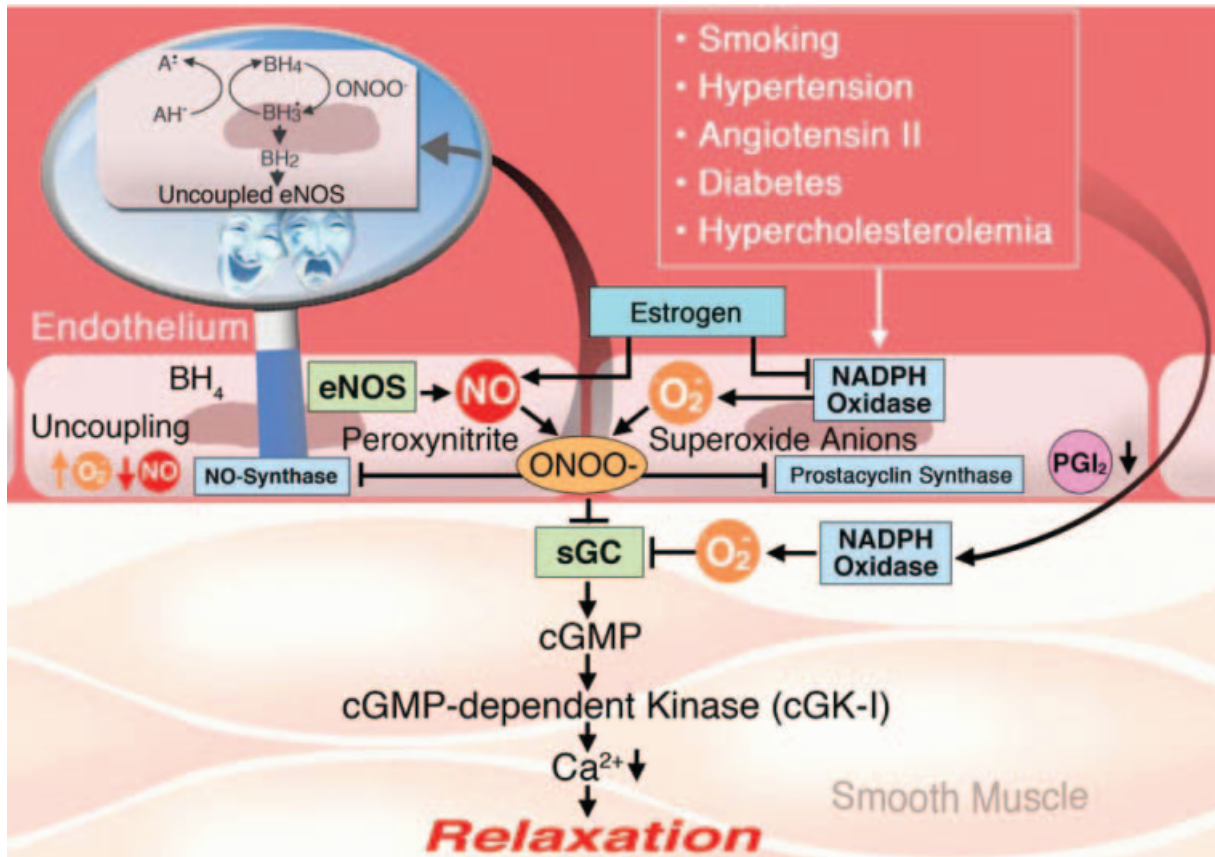 A•̇
AH-
BH4
BH3•
ONOO-
BH2
Uncoupled eNOS
• Smoking
• Hypertension
• Angiotensin II
• Diabetes
• Hypercholesterolemia
Endothelium
Estrogen
BH4
eNOS
NO
O2-
NADPH
Oxidase
Uncoupling
Peroxynitrite
Superoxide Anions
O2-
NO
NO-Synthase
ONOO-
Prostacyclin Synthase
PGI2
sGC
O2-
NADPH
Oxidase
cGMP
cGMP-dependent Kinase (cGK-I)
Ca2+
Smooth Muscle
Relaxation